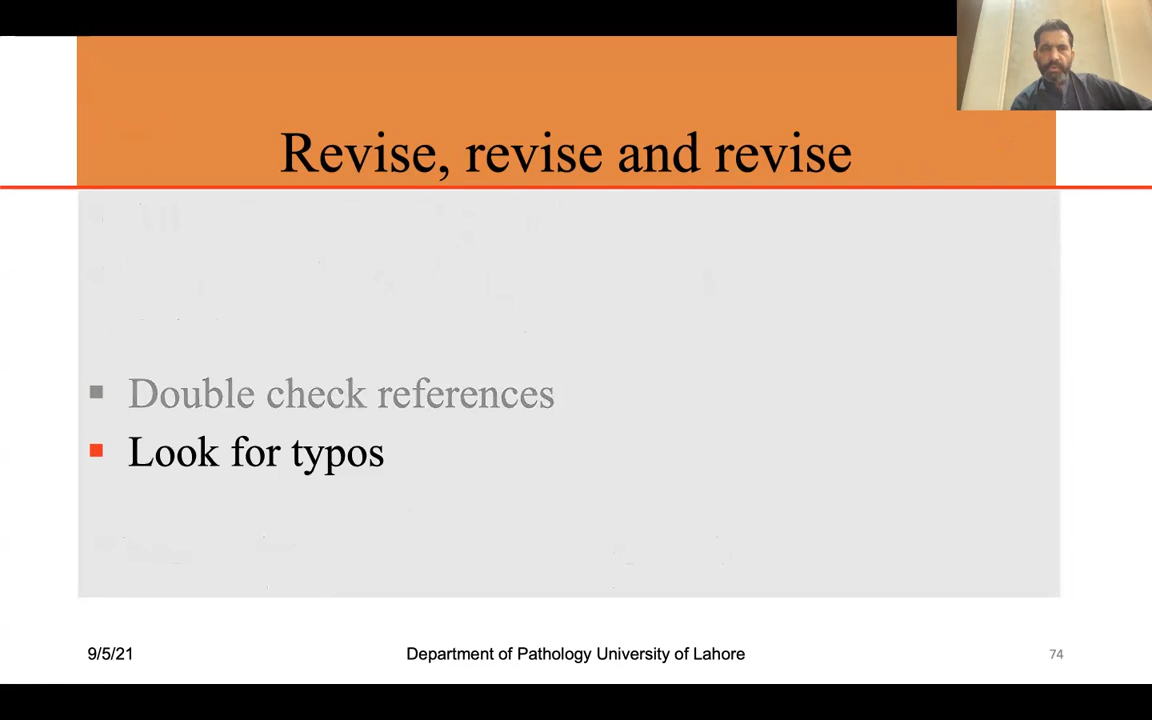 Revise, revise and revise
Double check references
Look for typos
9/5/21
Department of Pathology University of Lahore
74